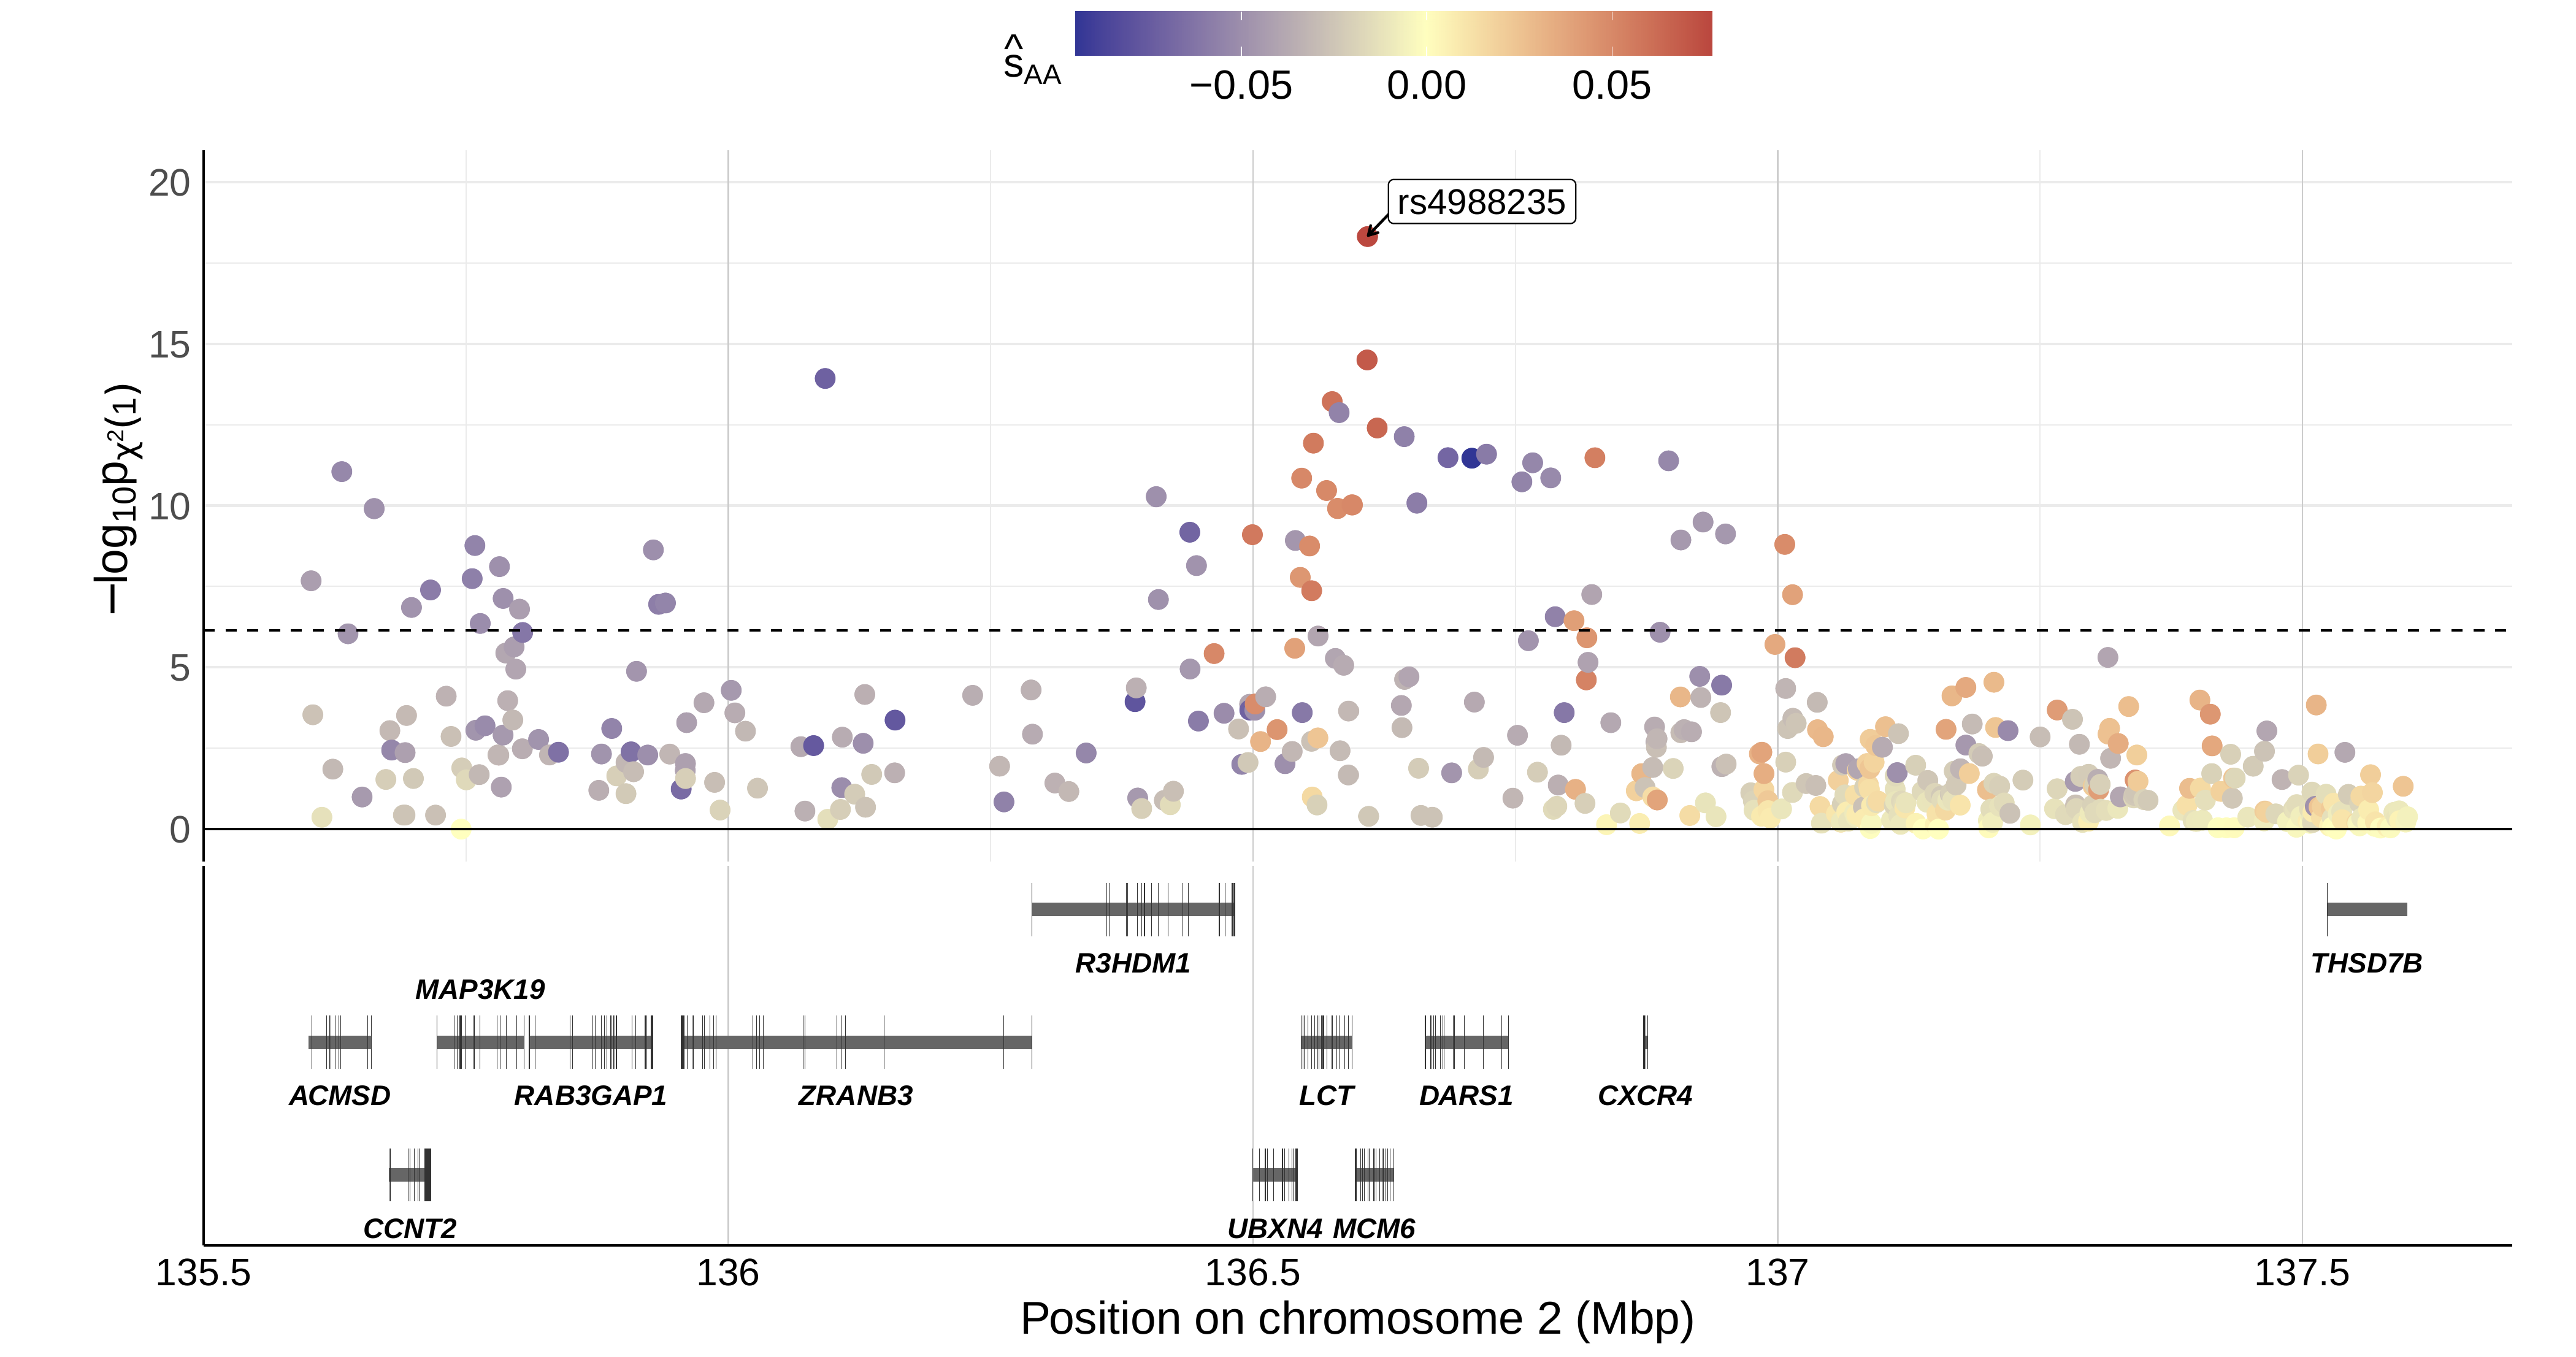 ŝAA
−0.05 0.00 0.05
20
15
10
5
0
−log10pχ2(1)
rs4988235
R3HDM1 THSD7B
MAP3K19
ACMSD RAB3GAP1 ZRANB3 LCT DARS1 CXCR4
CCNT2 UBXN4 MCM6
135.5 136 136.5 137 137.5
Position on chromosome 2 (Mbp)